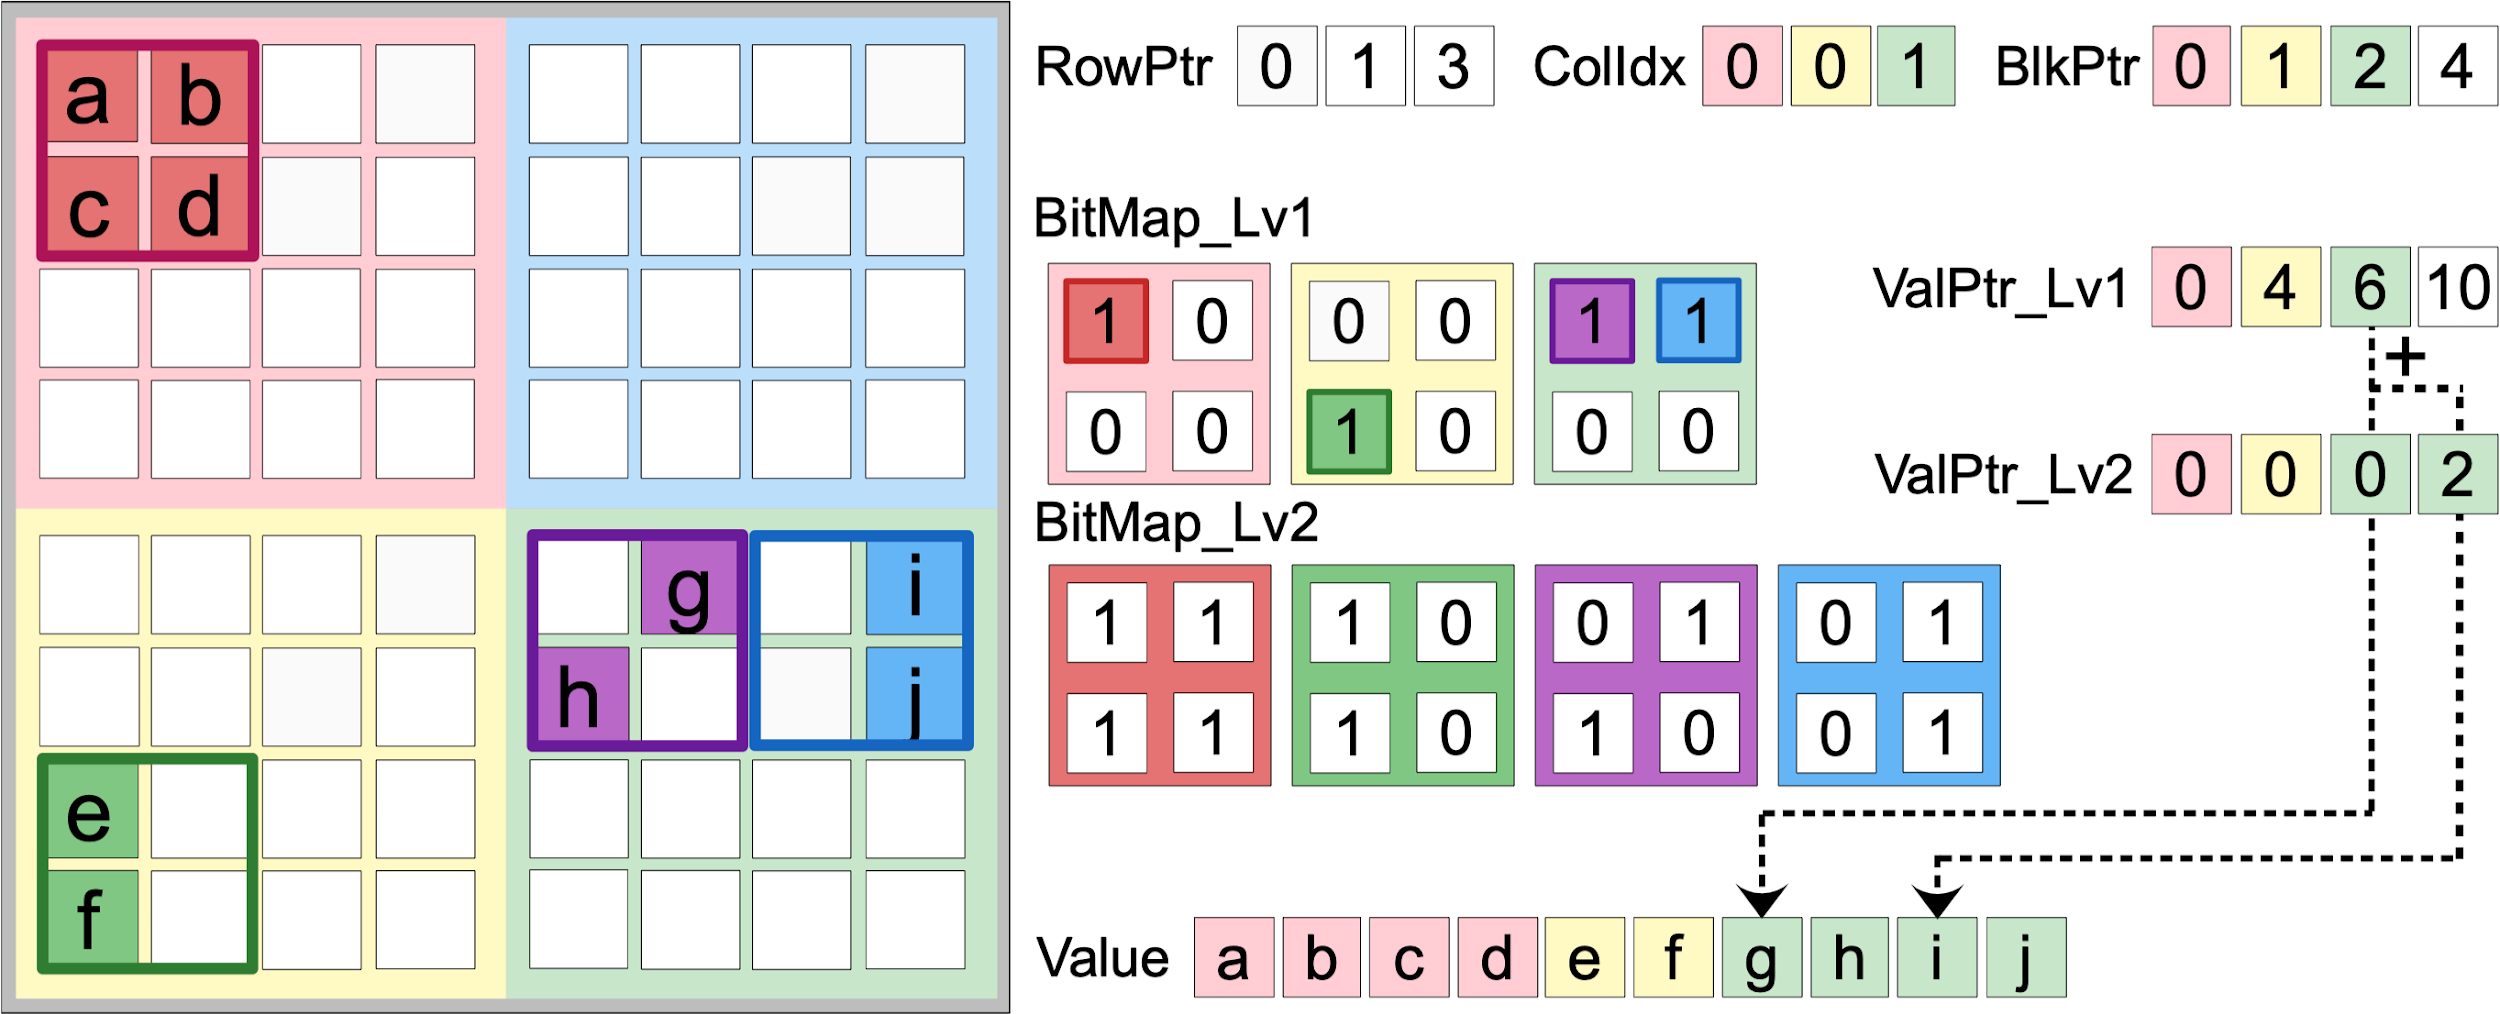 a b
c d
g i
h j
e
f
RowPtr 0 1 3 ColIdx 0 0 1 BlkPtr 0 1 2 4
BitMap_Lv1
1 0 0 0 1 1
0 0 1 0 0 0
ValPtr_Lv1 0 4 6 10
+
ValPtr_Lv2 0 0 0 2
BitMap_Lv2
1 1 1 0 0 1 0 1
1 1 1 0 1 0 0 1
Value a b c d e f g h i j